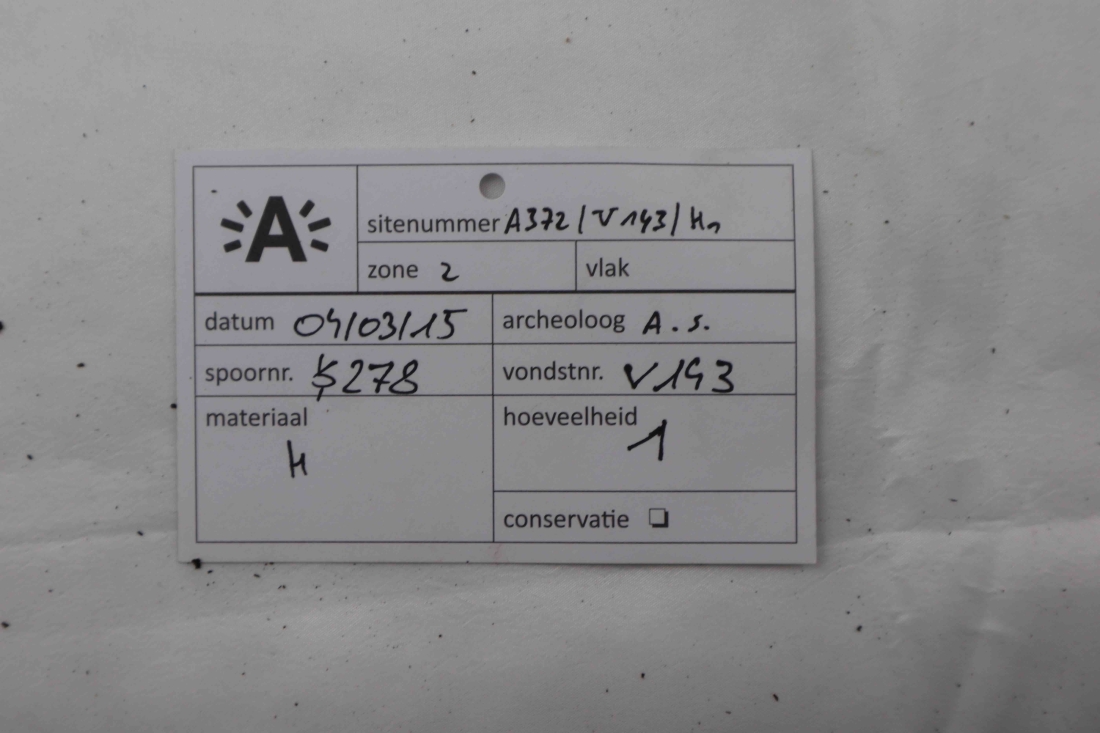 A
sitenummer A372/V143/H1
zone 2 vlak
datum 04/03/15 archeoloog A.S.
spoornr. S278 vondstnr. V143
materiaal hoeveelheid
H 1
conservatie